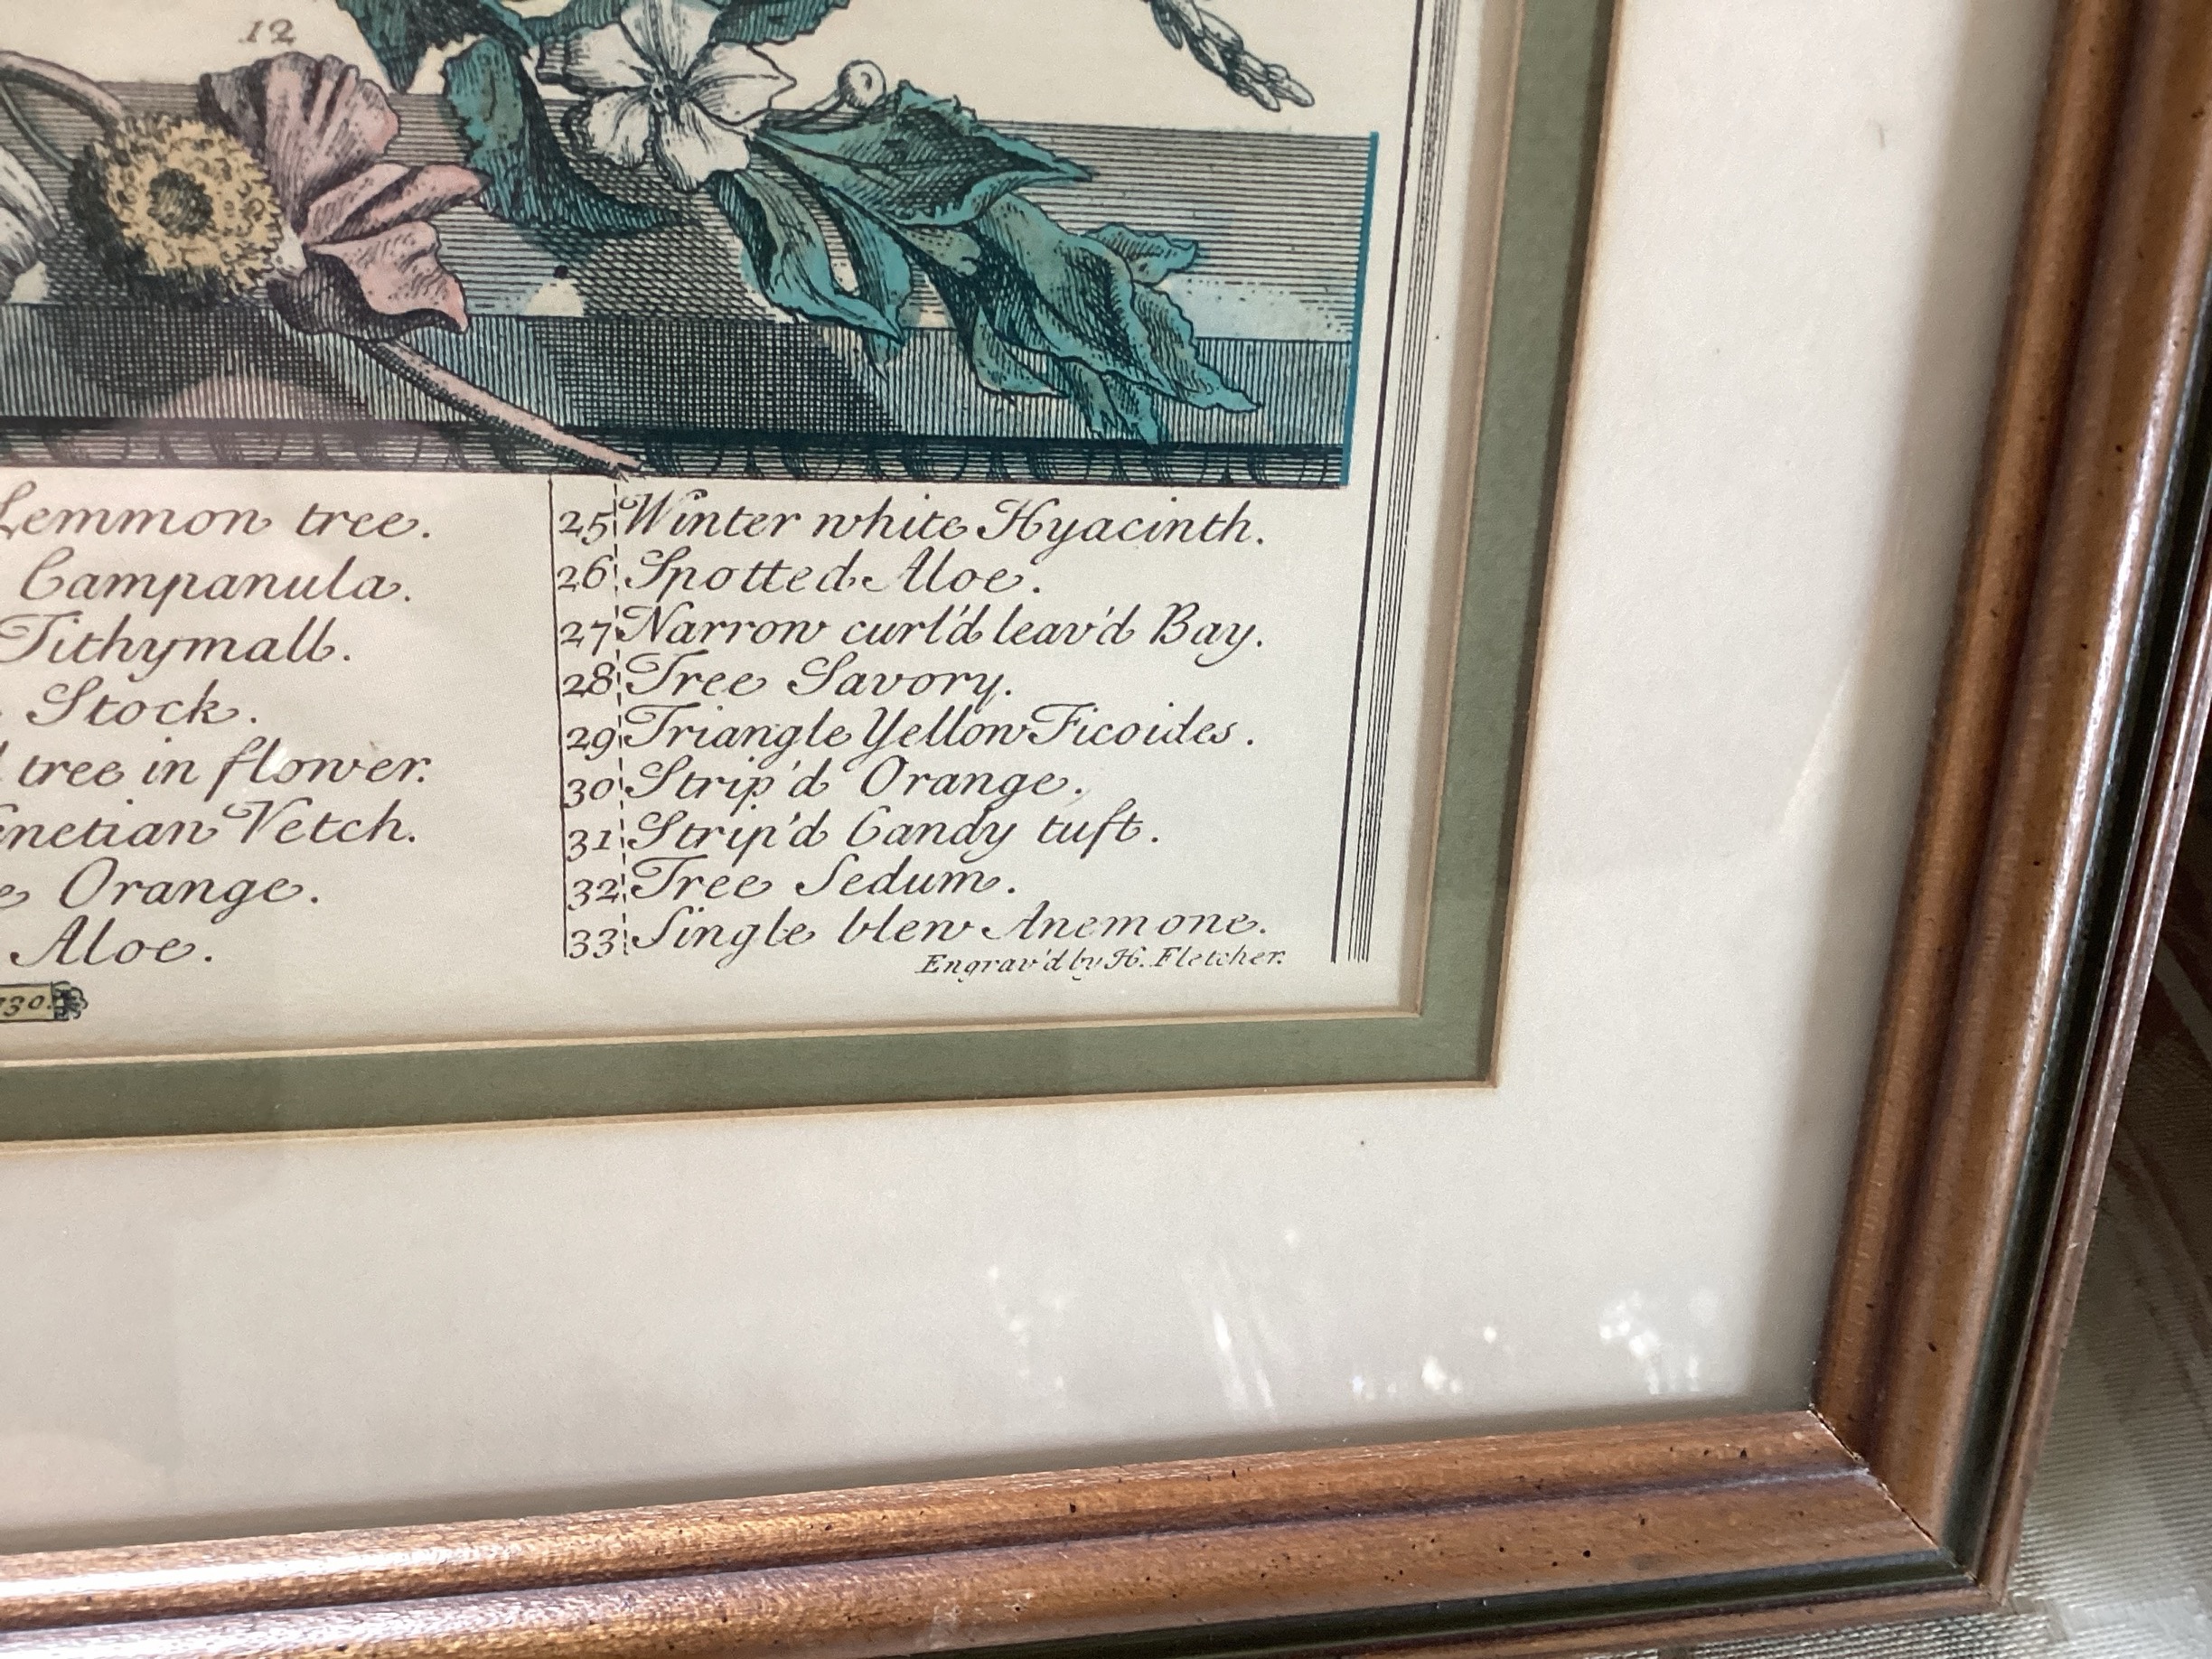 12
Lemmon tree.
Campanula.
Tithymall.
Stock.
tree in flower.
Vetch.
Orange.
Aloe.
730.
25 Winter white Hyacinth.
26 Spotted Aloe.
27 Narrow curl'd leav'd Bay.
28 Tree Savory.
29 Triangle Yellow Ficoides.
30 Strip'd Orange.
31 Strip'd Candy tuft.
32 Tree Sedum.
33 Single blew Anemone.
Engrav'd by H. Fletcher.